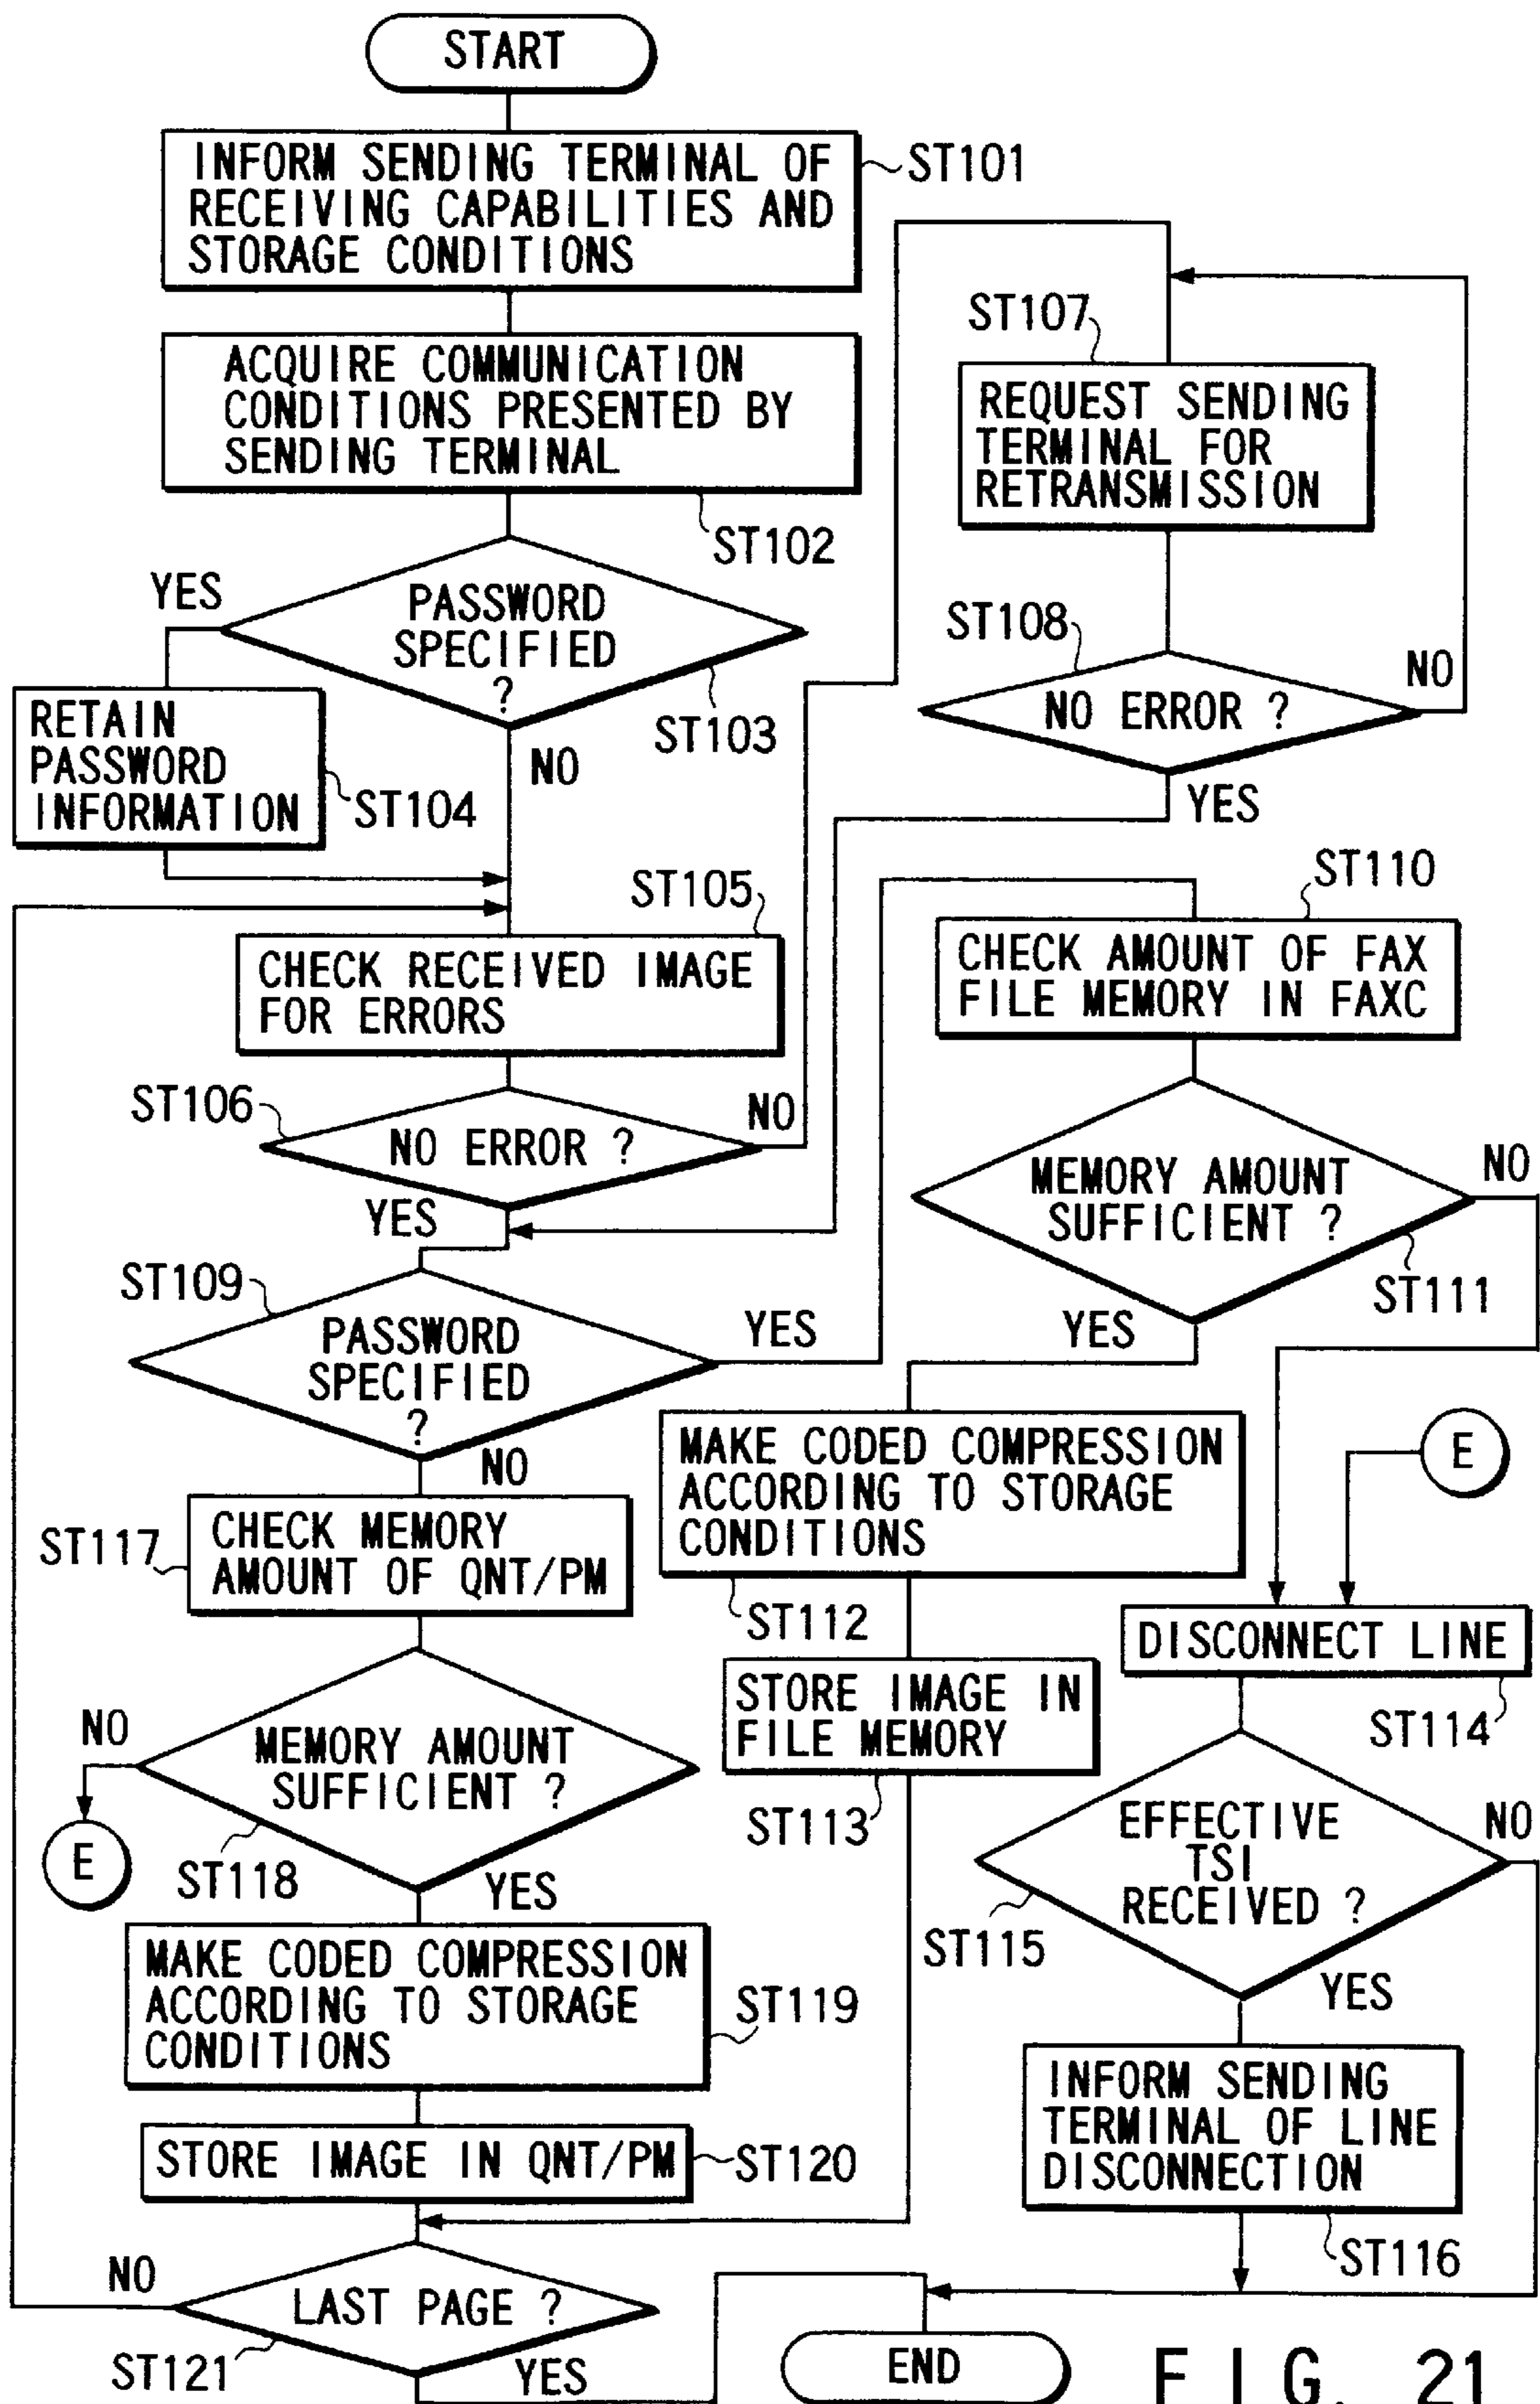 START
INFORM SENDING TERMINAL OF
RECEIVING CAPABILITIES AND
STORAGE CONDITIONS
ST101
ACQUIRE COMMUNICATION
CONDITIONS PRESENTED BY
SENDING TERMINAL
ST102
PASSWORD
SPECIFIED
?
YES
ST103
NO
RETAIN
PASSWORD
INFORMATION
ST104
ST105
CHECK RECEIVED IMAGE
FOR ERRORS
ST106
NO ERROR ?
NO
YES
ST107
REQUEST SENDING
TERMINAL FOR
RETRANSMISSION
ST108
NO ERROR ?
NO
YES
ST109
PASSWORD
SPECIFIED
?
YES
NO
ST110
CHECK AMOUNT OF FAX
FILE MEMORY IN FAXC
MEMORY AMOUNT
SUFFICIENT ?
NO
ST111
YES
MAKE CODED COMPRESSION
ACCORDING TO STORAGE
CONDITIONS
ST112
STORE IMAGE IN
FILE MEMORY
ST113
E
DISCONNECT LINE
ST114
EFFECTIVE
TSI
RECEIVED ?
NO
ST115
YES
INFORM SENDING
TERMINAL OF LINE
DISCONNECTION
ST116
ST117
CHECK MEMORY
AMOUNT OF QNT/PM
MEMORY AMOUNT
SUFFICIENT ?
NO
E
ST118
YES
MAKE CODED COMPRESSION
ACCORDING TO STORAGE
CONDITIONS
ST119
STORE IMAGE IN QNT/PM
ST120
LAST PAGE ?
NO
ST121
YES
END
FIG. 21